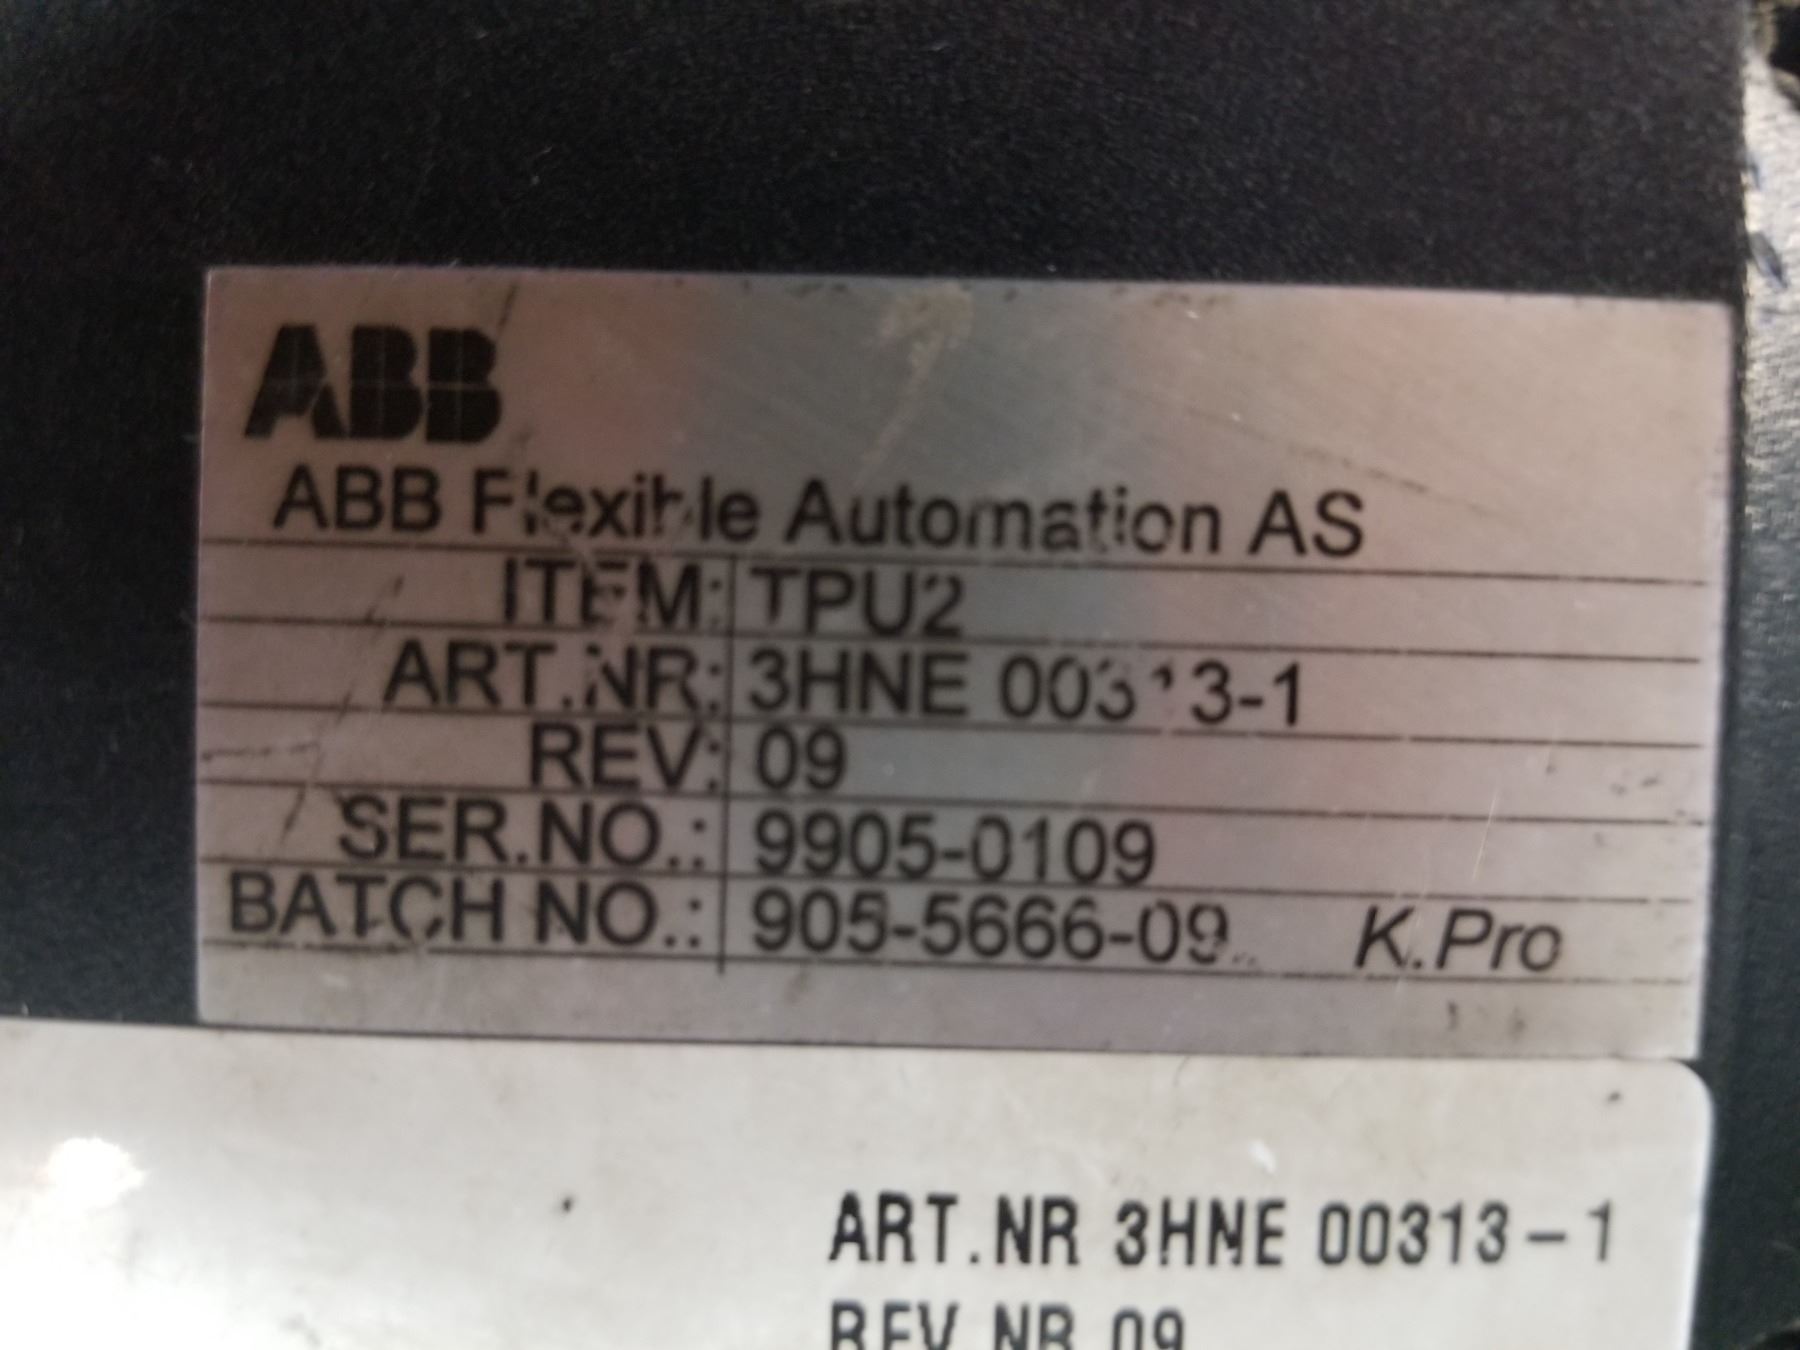 ABB
ABB Flexible Automation AS
ITEM: TPU2
ART.NR: 3HNE 00313-1
REV: 09
SER.NO.: 9905-0109
BATCH NO.: 905-5666-09.. K.Pro
ART.NR 3HNE 00313-1
REV NR 09